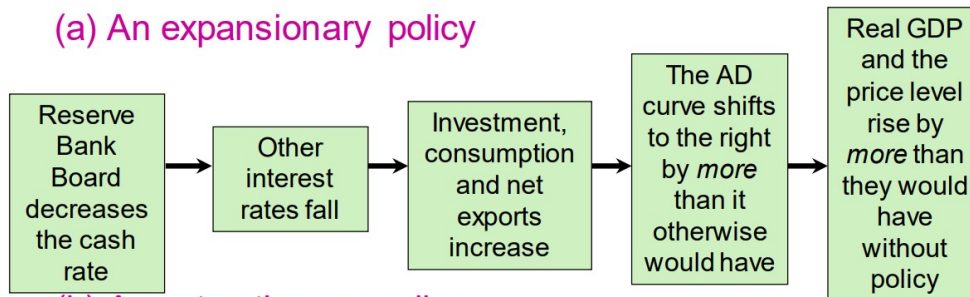 (a) An expansionary policy
Reserve
Bank
Board
decreases
the cash
rate
Other
interest
rates fall
Investment,
consumption
and net
exports
increase
The AD
curve shifts
to the right
by more
than it
otherwise
would have
Real GDP
and the
price level
rise by
more than
they would
have
without
policy